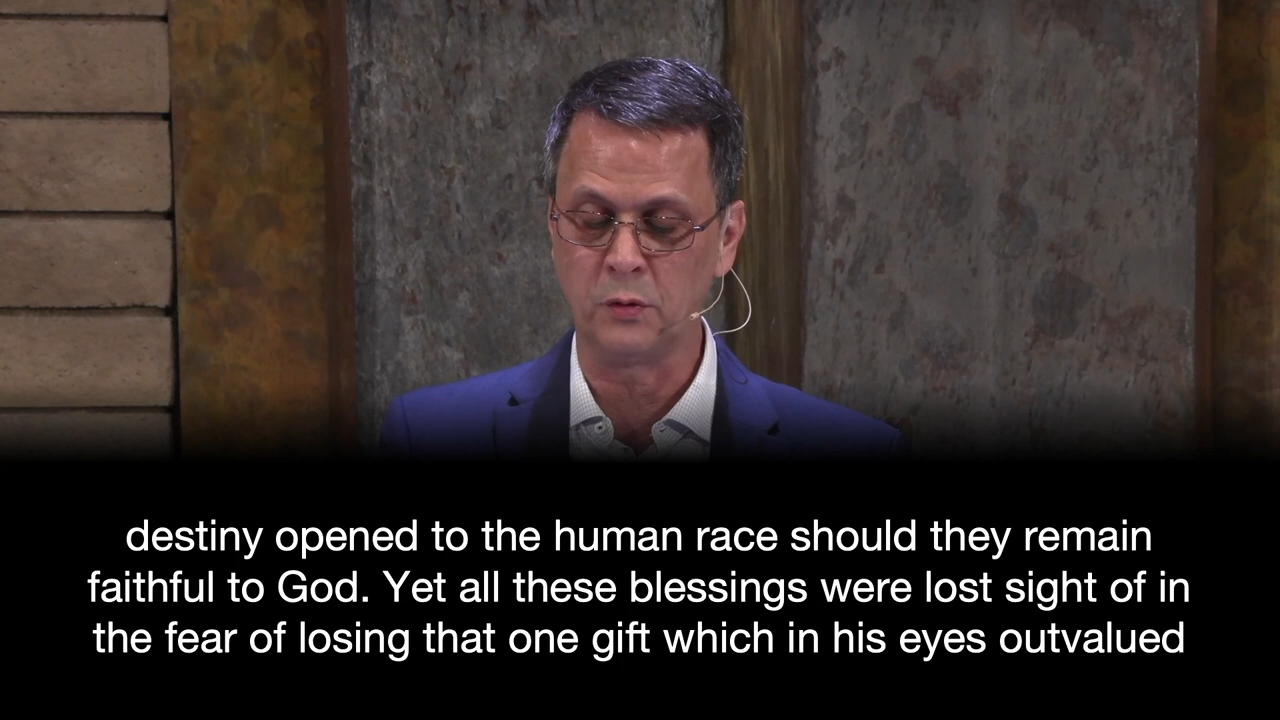 destiny opened to the human race should they remain
faithful to God. Yet all these blessings were lost sight of in
the fear of losing that one gift which in his eyes outvalued